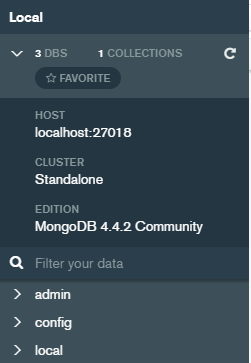 Local
3 DBS 1 COLLECTIONS
FAVORITE
HOST
localhost:27018
CLUSTER
Standalone
EDITION
MongoDB 4.4.2 Community
Filter your data
admin
config
local